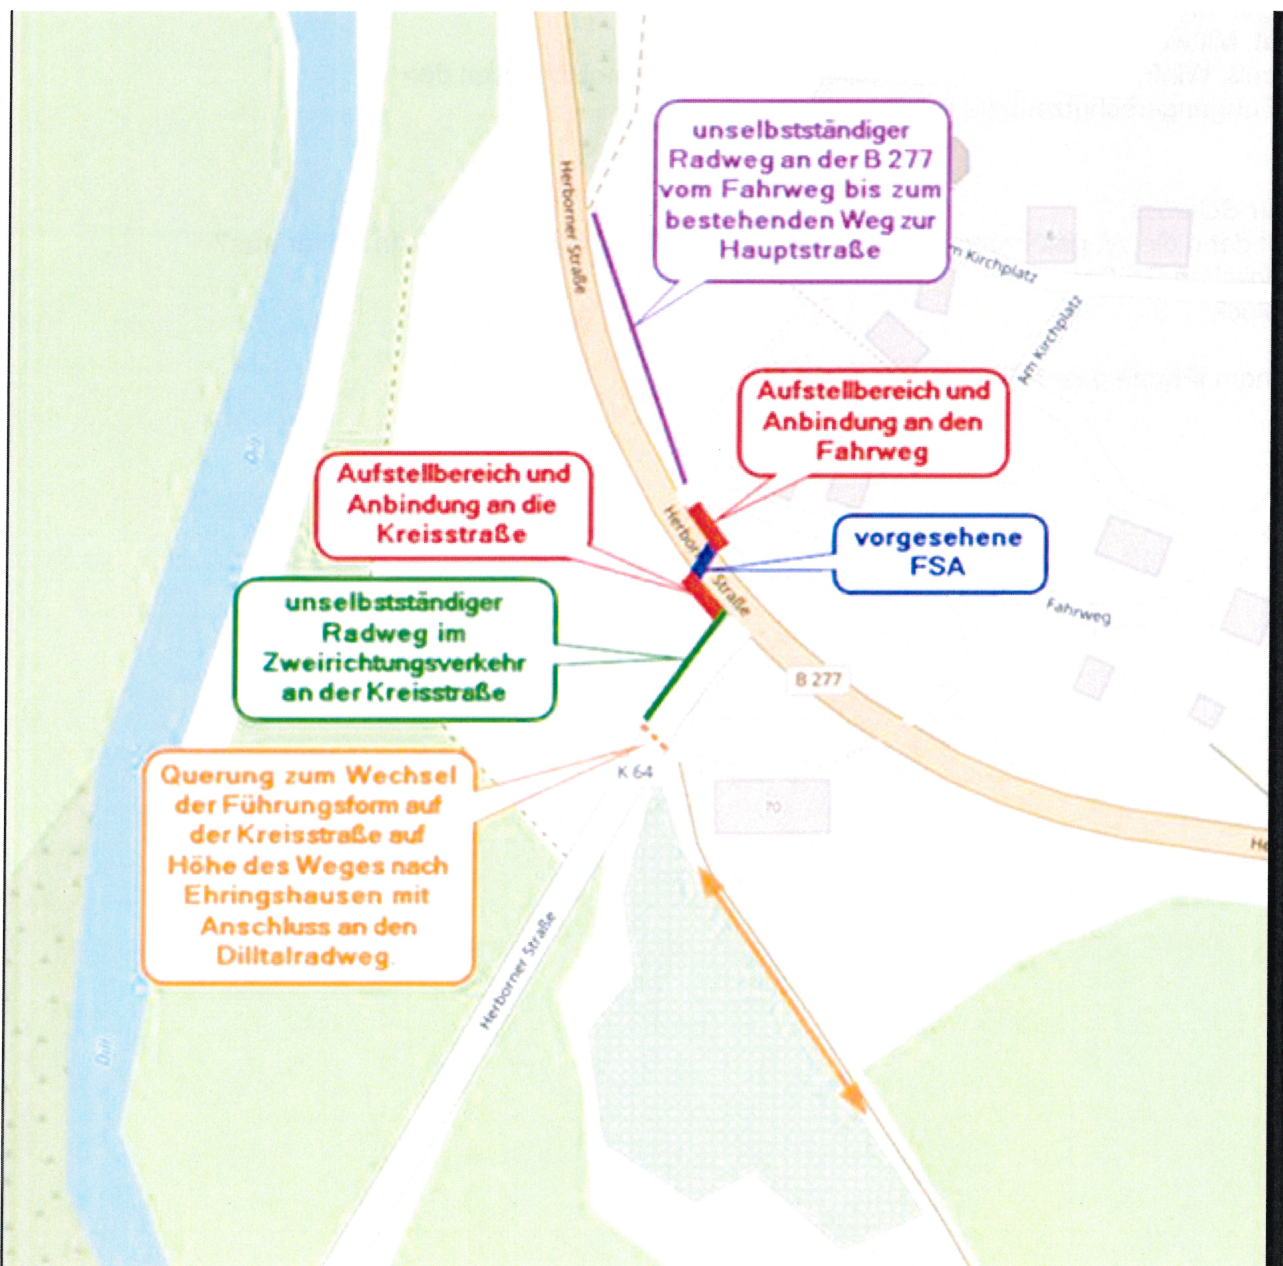 unselbstständiger
Radweg an der B 277
vom Fahrweg bis zum
bestehenden Weg zur
Hauptstraße
Herborner Straße
6
Kirchplatz
Am Kirchplatz
Aufstellbereich und
Anbindung an den
Fahrweg
Dill
Aufstellbereich und
Anbindung an die
Kreisstraße
Straße
vorgesehene
FSA
unselbstständiger
Radweg im
Zweirichtungsverkehr
an der Kreisstraße
Fahrweg
B 277
Querung zum Wechsel
der Führungsform auf
der Kreisstraße auf
Höhe des Weges nach
Ehringshausen mit
Anschluss an den
Dilltalradweg.
K 64
70
Herborner Straße
Dill